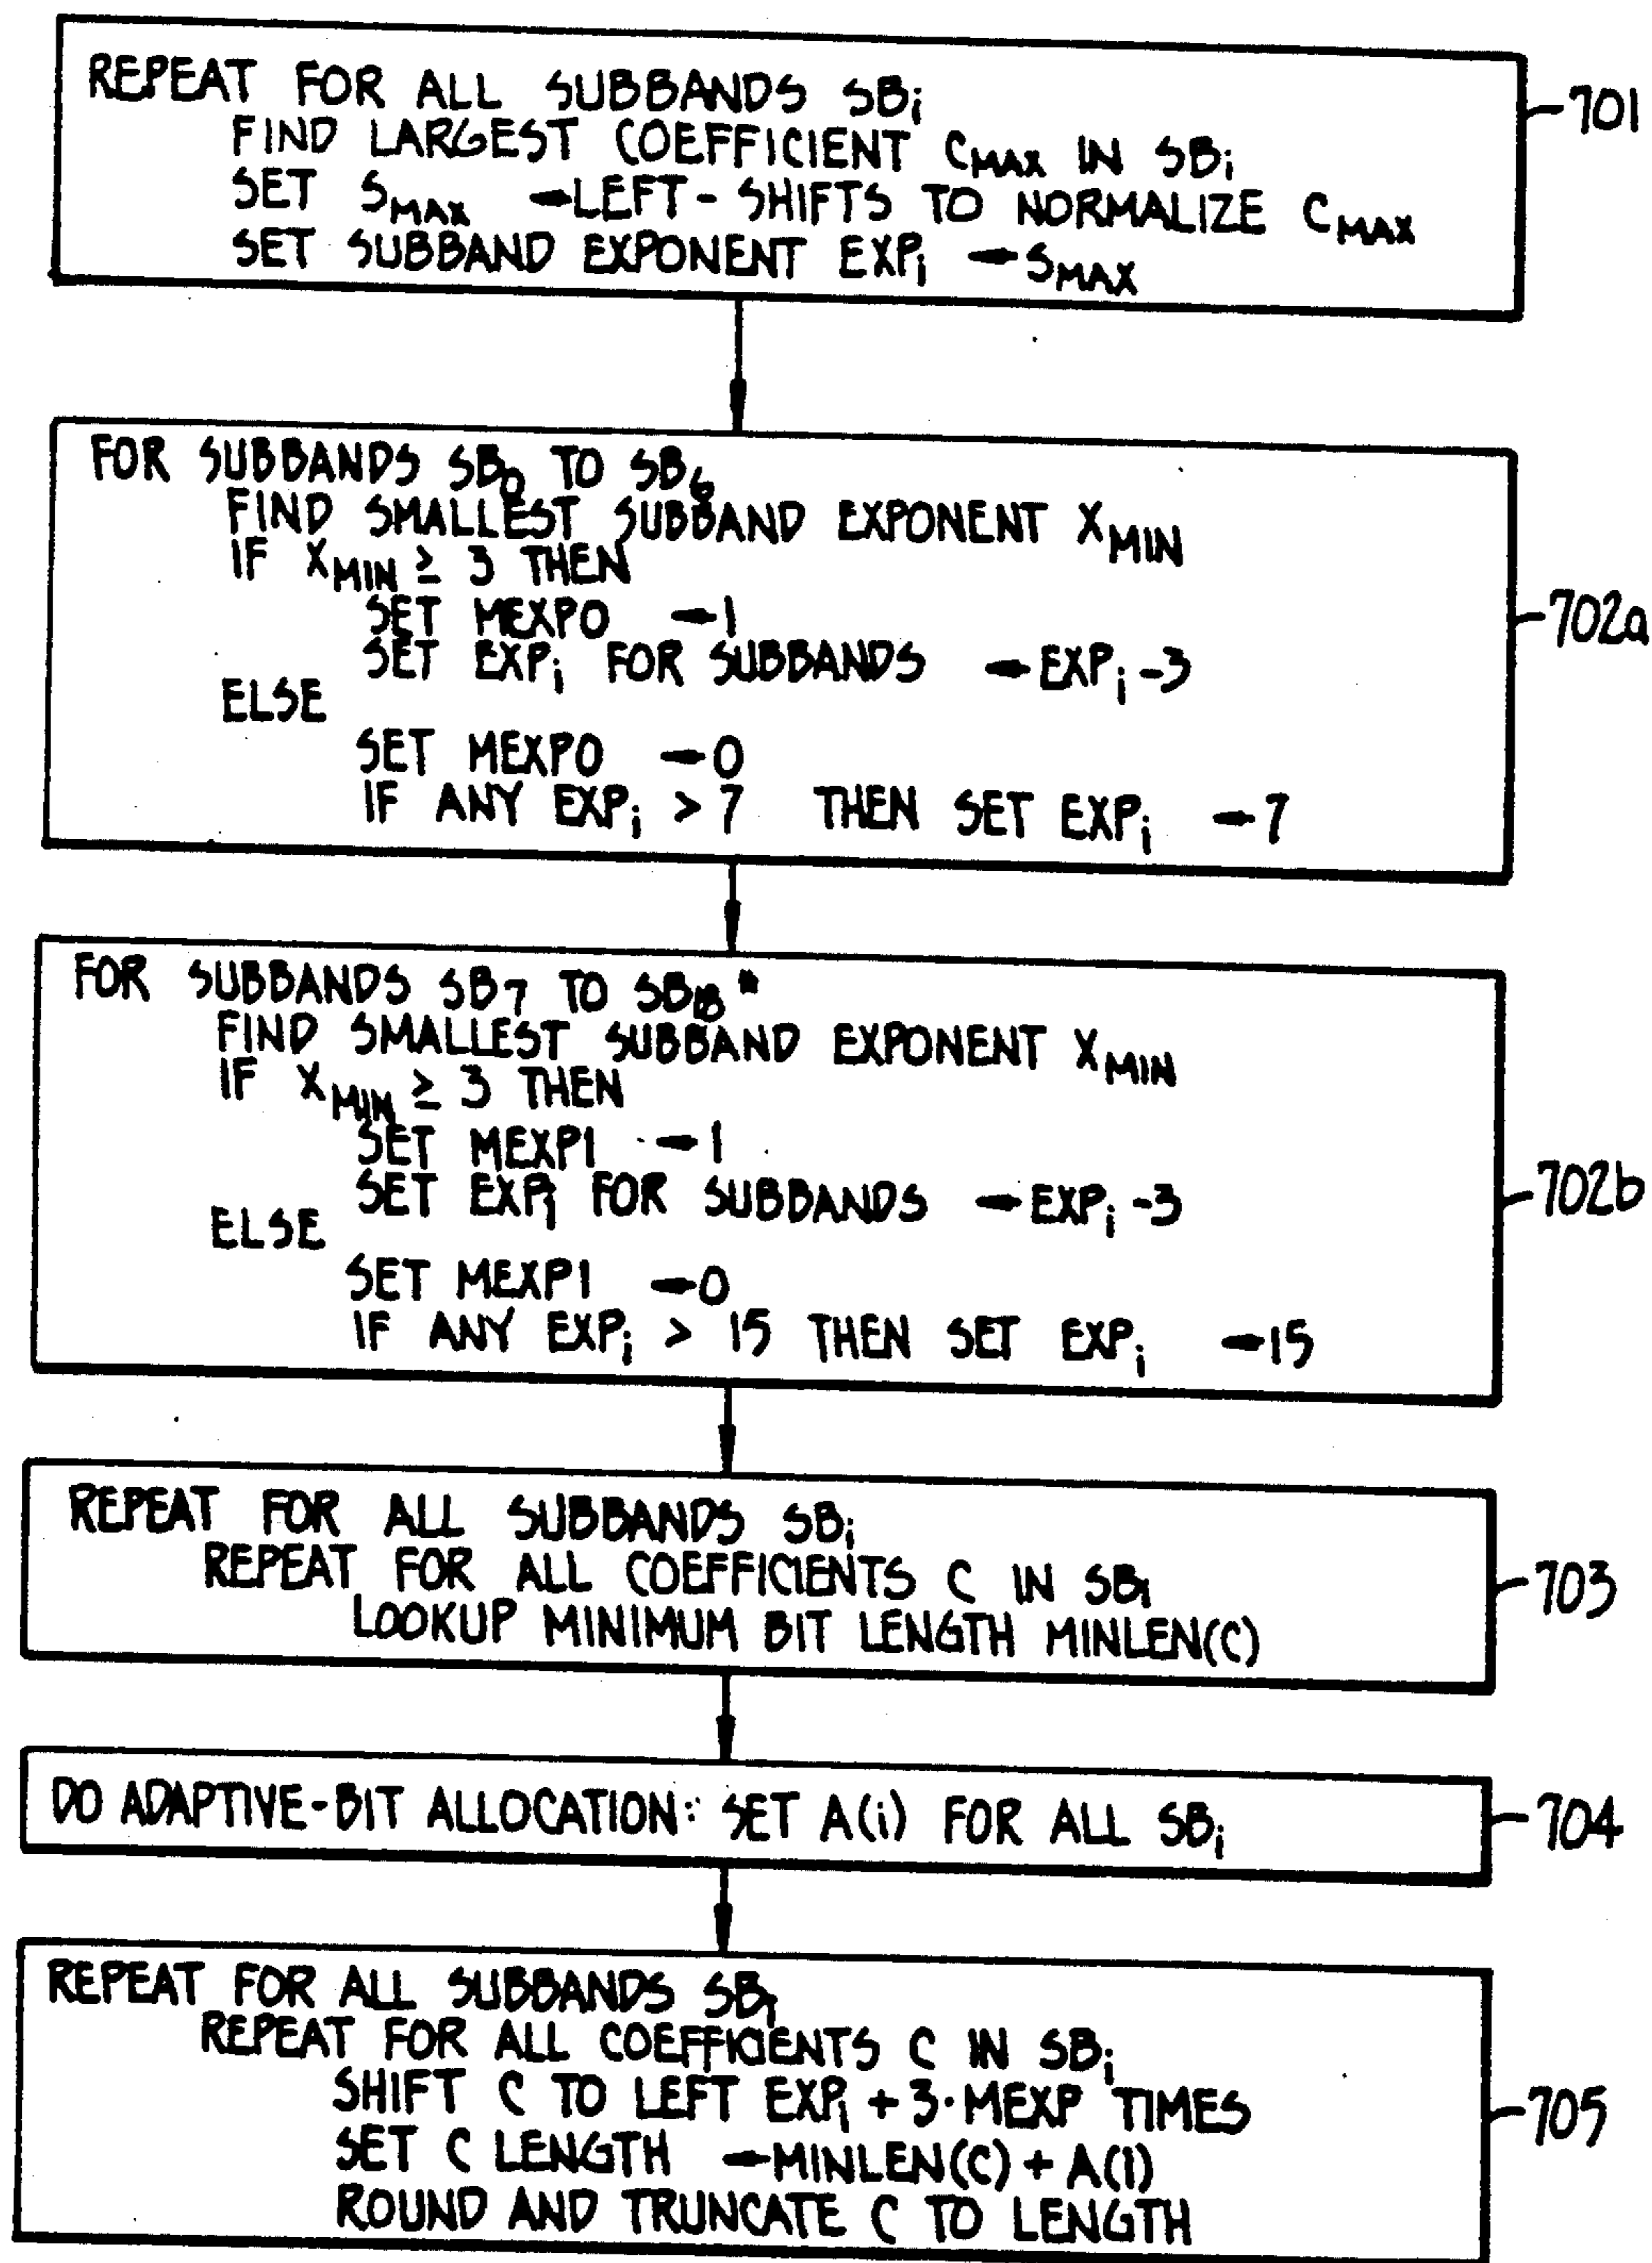 REPEAT FOR ALL SUBBANDS SBi
FIND LARGEST COEFFICIENT CMAX IN SBi
SET SMAX ←LEFT-SHIFTS TO NORMALIZE CMAX
SET SUBBAND EXPONENT EXPi ←SMAX
701
FOR SUBBANDS SB0 TO SB6
FIND SMALLEST SUBBAND EXPONENT XMIN
IF XMIN ≥ 3 THEN
SET MEXP0 ←1
SET EXPi FOR SUBBANDS ←EXPi-3
ELSE
SET MEXP0 ←0
IF ANY EXPi > 7 THEN SET EXPi ←7
702a
FOR SUBBANDS SB7 TO SB18*
FIND SMALLEST SUBBAND EXPONENT XMIN
IF XMIN ≥ 3 THEN
SET MEXP1 ←1
SET EXPi FOR SUBBANDS ←EXPi-3
ELSE
SET MEXP1 ←0
IF ANY EXPi > 15 THEN SET EXPi ←15
702b
REPEAT FOR ALL SUBBANDS SBi
REPEAT FOR ALL COEFFICIENTS C IN SBi
LOOKUP MINIMUM BIT LENGTH MINLEN(C)
703
DO ADAPTIVE-BIT ALLOCATION: SET A(i) FOR ALL SBi
704
REPEAT FOR ALL SUBBANDS SBi
REPEAT FOR ALL COEFFICIENTS C IN SBi
SHIFT C TO LEFT EXPi + 3·MEXP TIMES
SET C LENGTH ←MINLEN(C) + A(I)
ROUND AND TRUNCATE C TO LENGTH
705